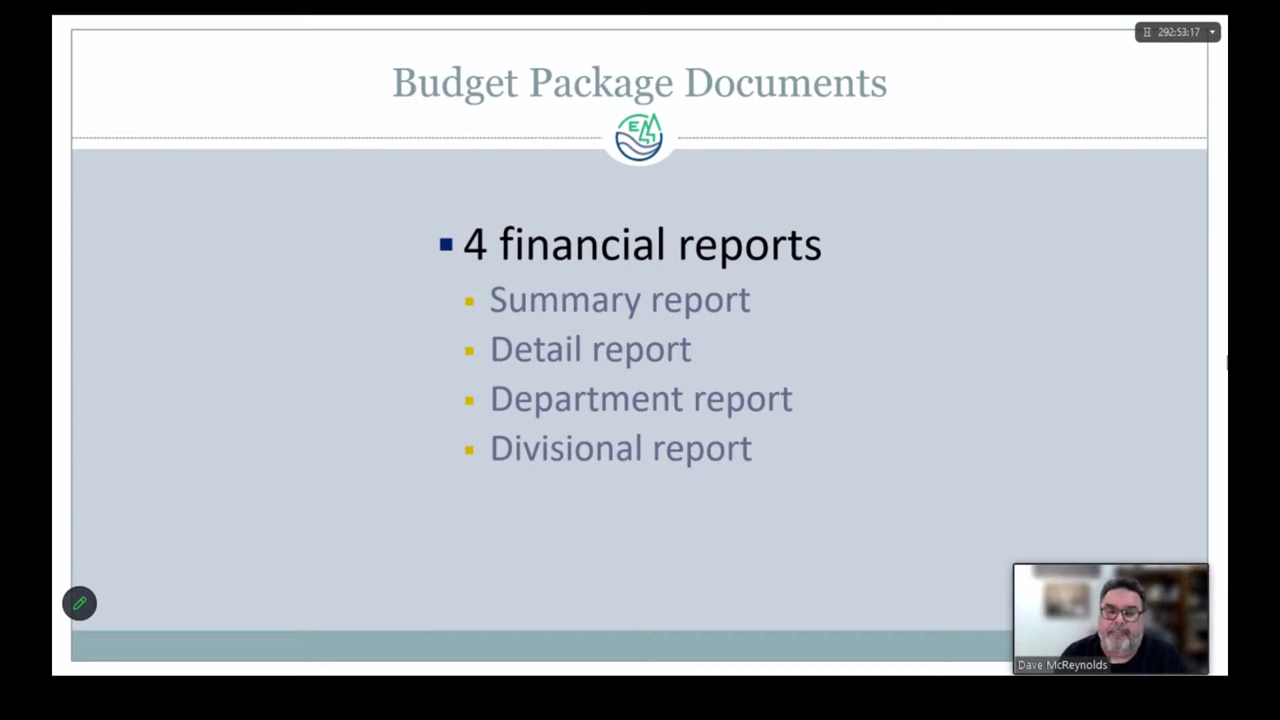 292:53:17
Budget Package Documents
EM
4 financial reports
Summary report
Detail report
Department report
Divisional report
Dave McReynolds